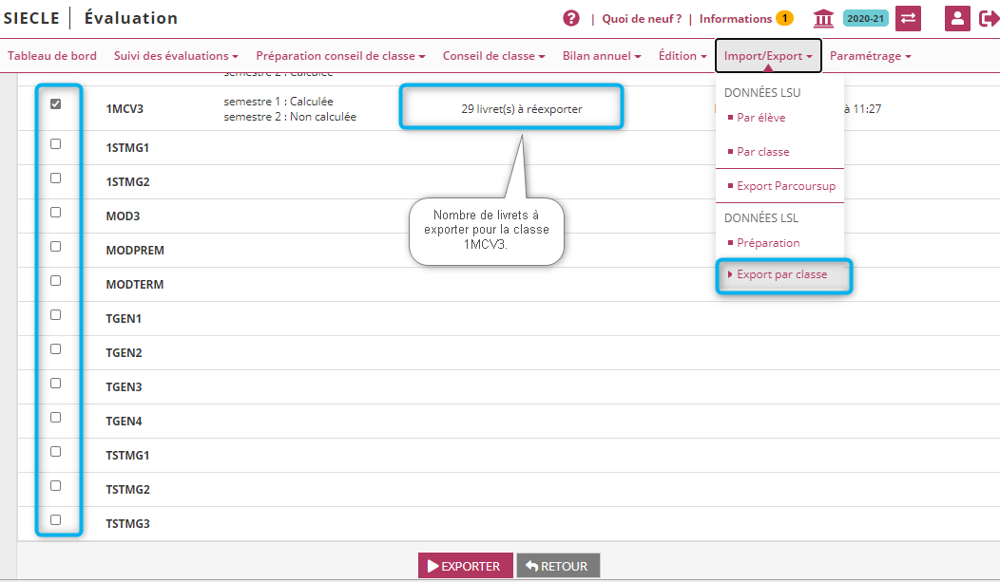 SIECLE Évaluation
? | Quoi de neuf ? | Informations 1 2020-21
Tableau de bord Suivi des évaluations Préparation conseil de classe Conseil de classe Bilan annuel Édition Import/Export Paramétrage
semestre 2 : Calculée
1MCV3
semestre 1 : Calculée
semestre 2 : Non calculée
29 livret(s) à réexporter
à 11:27
DONNÉES LSU
Par élève
Par classe
Export Parcoursup
DONNÉES LSL
Préparation
Export par classe
Nombre de livrets à
exporter pour la classe
1MCV3.
1STMG1
1STMG2
MOD3
MODPREM
MODTERM
TGEN1
TGEN2
TGEN3
TGEN4
TSTMG1
TSTMG2
TSTMG3
EXPORTER RETOUR